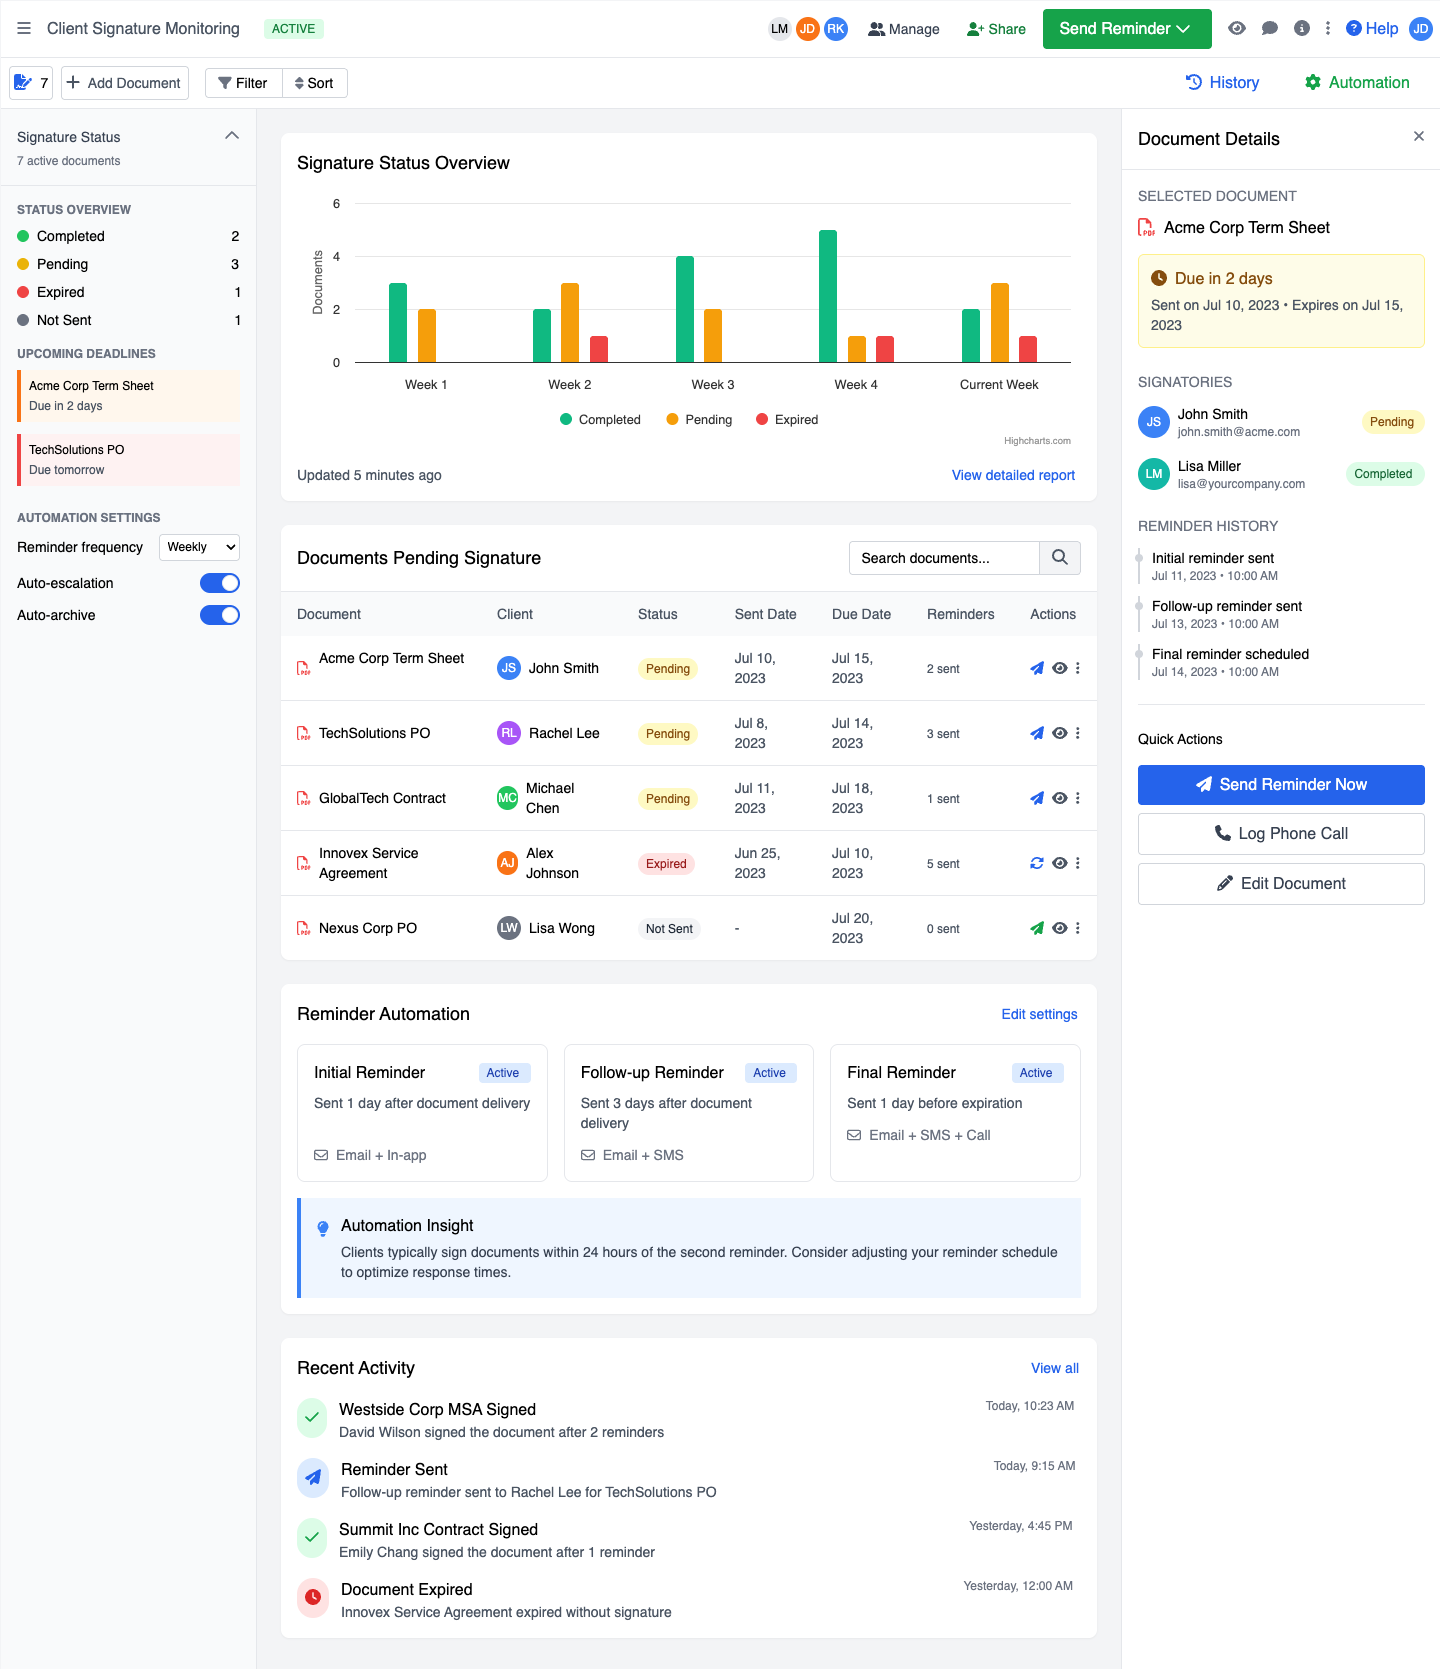 Client Signature Monitoring
ACTIVE
LM JD RK
Manage
Share
Send Reminder
Help
JD
7
Add Document
Filter
Sort
History
Automation
Signature Status
7 active documents
STATUS OVERVIEW
Completed 2
Pending 3
Expired 1
Not Sent 1
UPCOMING DEADLINES
Acme Corp Term Sheet
Due in 2 days
TechSolutions PO
Due tomorrow
AUTOMATION SETTINGS
Reminder frequency Weekly
Auto-escalation
Auto-archive
Signature Status Overview
Documents
6
4
2
0
Week 1 Week 2 Week 3 Week 4 Current Week
Completed Pending Expired
Highcharts.com
Updated 5 minutes ago
View detailed report
Documents Pending Signature
Search documents...
Document Client Status Sent Date Due Date Reminders Actions
PDF Acme Corp Term Sheet JS John Smith Pending Jul 10, 2023 Jul 15, 2023 2 sent
PDF TechSolutions PO RL Rachel Lee Pending Jul 8, 2023 Jul 14, 2023 3 sent
PDF GlobalTech Contract MC Michael Chen Pending Jul 11, 2023 Jul 18, 2023 1 sent
PDF Innovex Service Agreement AJ Alex Johnson Expired Jun 25, 2023 Jul 10, 2023 5 sent
PDF Nexus Corp PO LW Lisa Wong Not Sent - Jul 20, 2023 0 sent
Reminder Automation
Edit settings
Initial Reminder Active
Sent 1 day after document delivery
Email + In-app
Follow-up Reminder Active
Sent 3 days after document
delivery
Email + SMS
Final Reminder Active
Sent 1 day before expiration
Email + SMS + Call
Automation Insight
Clients typically sign documents within 24 hours of the second reminder. Consider adjusting your reminder schedule
to optimize response times.
Recent Activity
View all
Westside Corp MSA Signed
Today, 10:23 AM
David Wilson signed the document after 2 reminders
Reminder Sent
Today, 9:15 AM
Follow-up reminder sent to Rachel Lee for TechSolutions PO
Summit Inc Contract Signed
Yesterday, 4:45 PM
Emily Chang signed the document after 1 reminder
Document Expired
Yesterday, 12:00 AM
Innovex Service Agreement expired without signature
Document Details
SELECTED DOCUMENT
PDF Acme Corp Term Sheet
Due in 2 days
Sent on Jul 10, 2023 • Expires on Jul 15,
2023
SIGNATORIES
JS John Smith
john.smith@acme.com
Pending
LM Lisa Miller
lisa@yourcompany.com
Completed
REMINDER HISTORY
Initial reminder sent
Jul 11, 2023 • 10:00 AM
Follow-up reminder sent
Jul 13, 2023 • 10:00 AM
Final reminder scheduled
Jul 14, 2023 • 10:00 AM
Quick Actions
Send Reminder Now
Log Phone Call
Edit Document